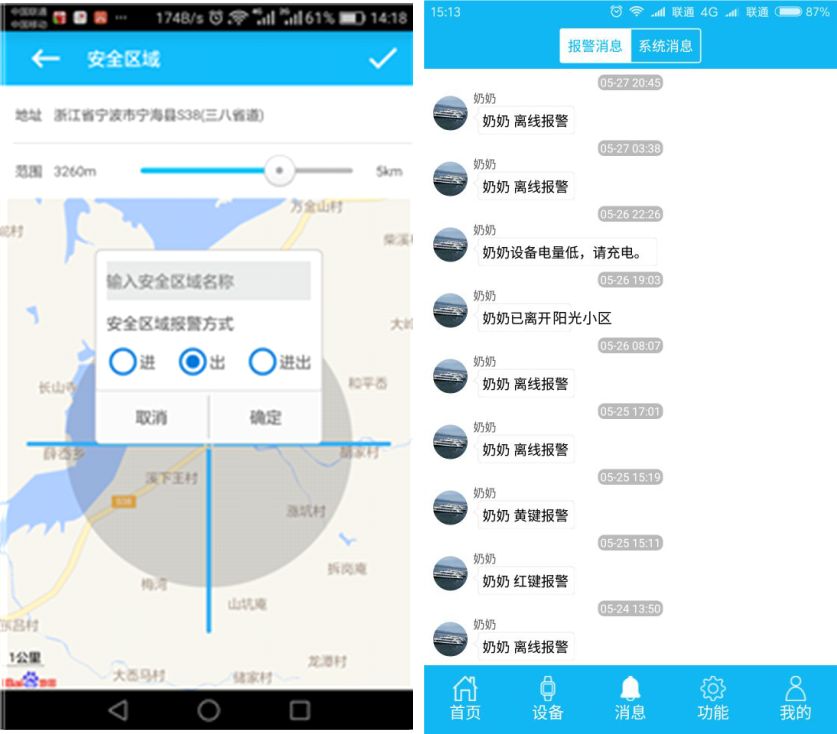 中国联通
中国移动
174B/s
61%
14:18
安全区域
地址 浙江省宁波市宁海县S38(三八省道)
范围 3260m
5km
万金山村
大岭
输入安全区域名称
安全区域报警方式
进 出 进出
长山寺
和平岙
取消 确定
薛岙乡
胡家村
溪下王村
S38
涨坑村
拆岗庵
梅湾
山坑庵
龙潭村
1公里
大岙马村
储家村
15:13
联通 4G
联通
87%
报警消息 系统消息
05-27 20:45
奶奶
奶奶 离线报警
05-27 03:38
奶奶
奶奶 离线报警
05-26 22:26
奶奶
奶奶设备电量低，请充电。
05-26 19:03
奶奶
奶奶已离开阳光小区
05-26 08:07
奶奶
奶奶 离线报警
05-25 17:01
奶奶
奶奶 离线报警
05-25 15:19
奶奶
奶奶 黄键报警
05-25 15:11
奶奶
奶奶 红键报警
05-24 13:50
奶奶
奶奶 离线报警
首页 设备 消息 功能 我的